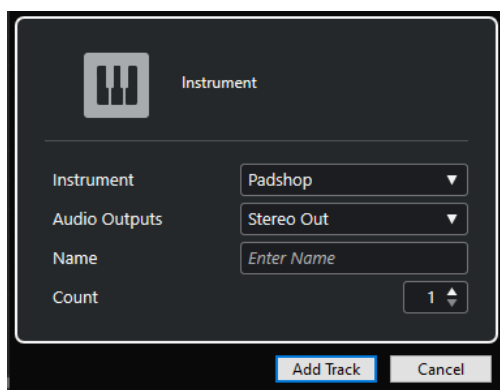 Instrument
Instrument Padshop
Audio Outputs Stereo Out
Name Enter Name
Count 1
Add Track Cancel